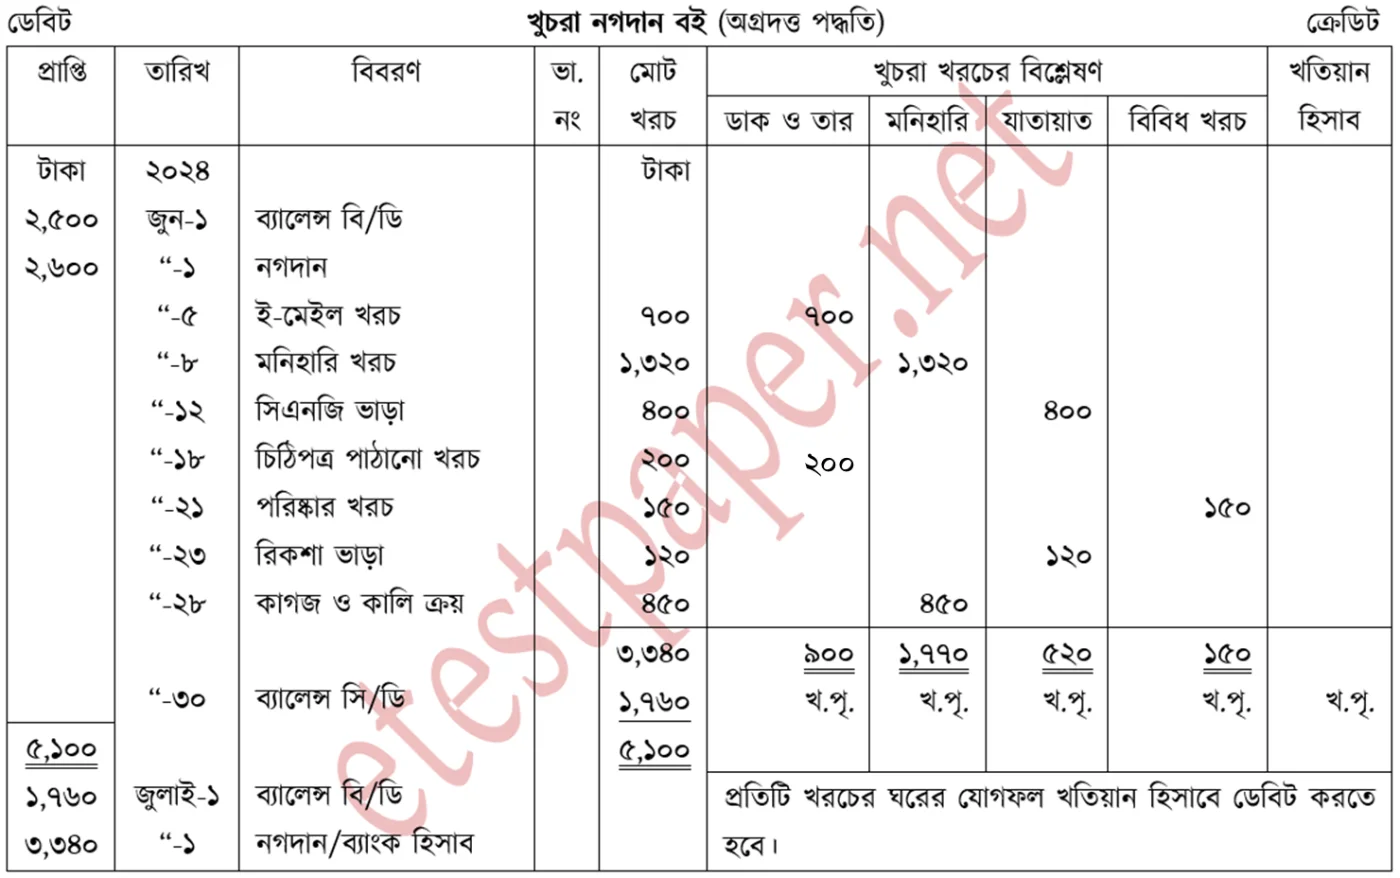 ডেবিট খুচরা নগদান বই (অগ্রদত্ত পদ্ধতি) ক্রেডিট
প্রাপ্তি তারিখ বিবরণ ভা. মোট খুচরা খরচের বিশ্লেষণ খতিয়ান
নং খরচ ডাক ও তার মনিহারি যাতায়াত বিবিধ খরচ হিসাব
টাকা ২০২৪ টাকা
২,৫০০ জুন-১ ব্যালেন্স বি/ডি
২,৬০০ “-১ নগদান
“-৫ ই-মেইল খরচ ৭০০ ৭০০
“-৮ মনিহারি খরচ ১,৩২০ ১,৩২০
“-১২ সিএনজি ভাড়া ৪০০ ৪০০
“-১৮ চিঠিপত্র পাঠানো খরচ ২০০ ২০০
“-২১ পরিষ্কার খরচ ১৫০ ১৫০
“-২৩ রিকশা ভাড়া ১২০ ১২০
“-২৮ কাগজ ও কালি ক্রয় ৪৫০ ৪৫০
৩,৩৪০ ৯০০ ১,৭৭০ ৫২০ ১৫০
“-৩০ ব্যালেন্স সি/ডি ১,৭৬০ খ.পৃ. খ.পৃ. খ.পৃ. খ.পৃ. খ.পৃ.
৫,১০০ ৫,১০০
১,৭৬০ জুলাই-১ ব্যালেন্স বি/ডি প্রতিটি খরচের ঘরের যোগফল খতিয়ান হিসাবে ডেবিট করতে
৩,৩৪০ “-১ নগদান/ব্যাংক হিসাব হবে।
etestpaper.net